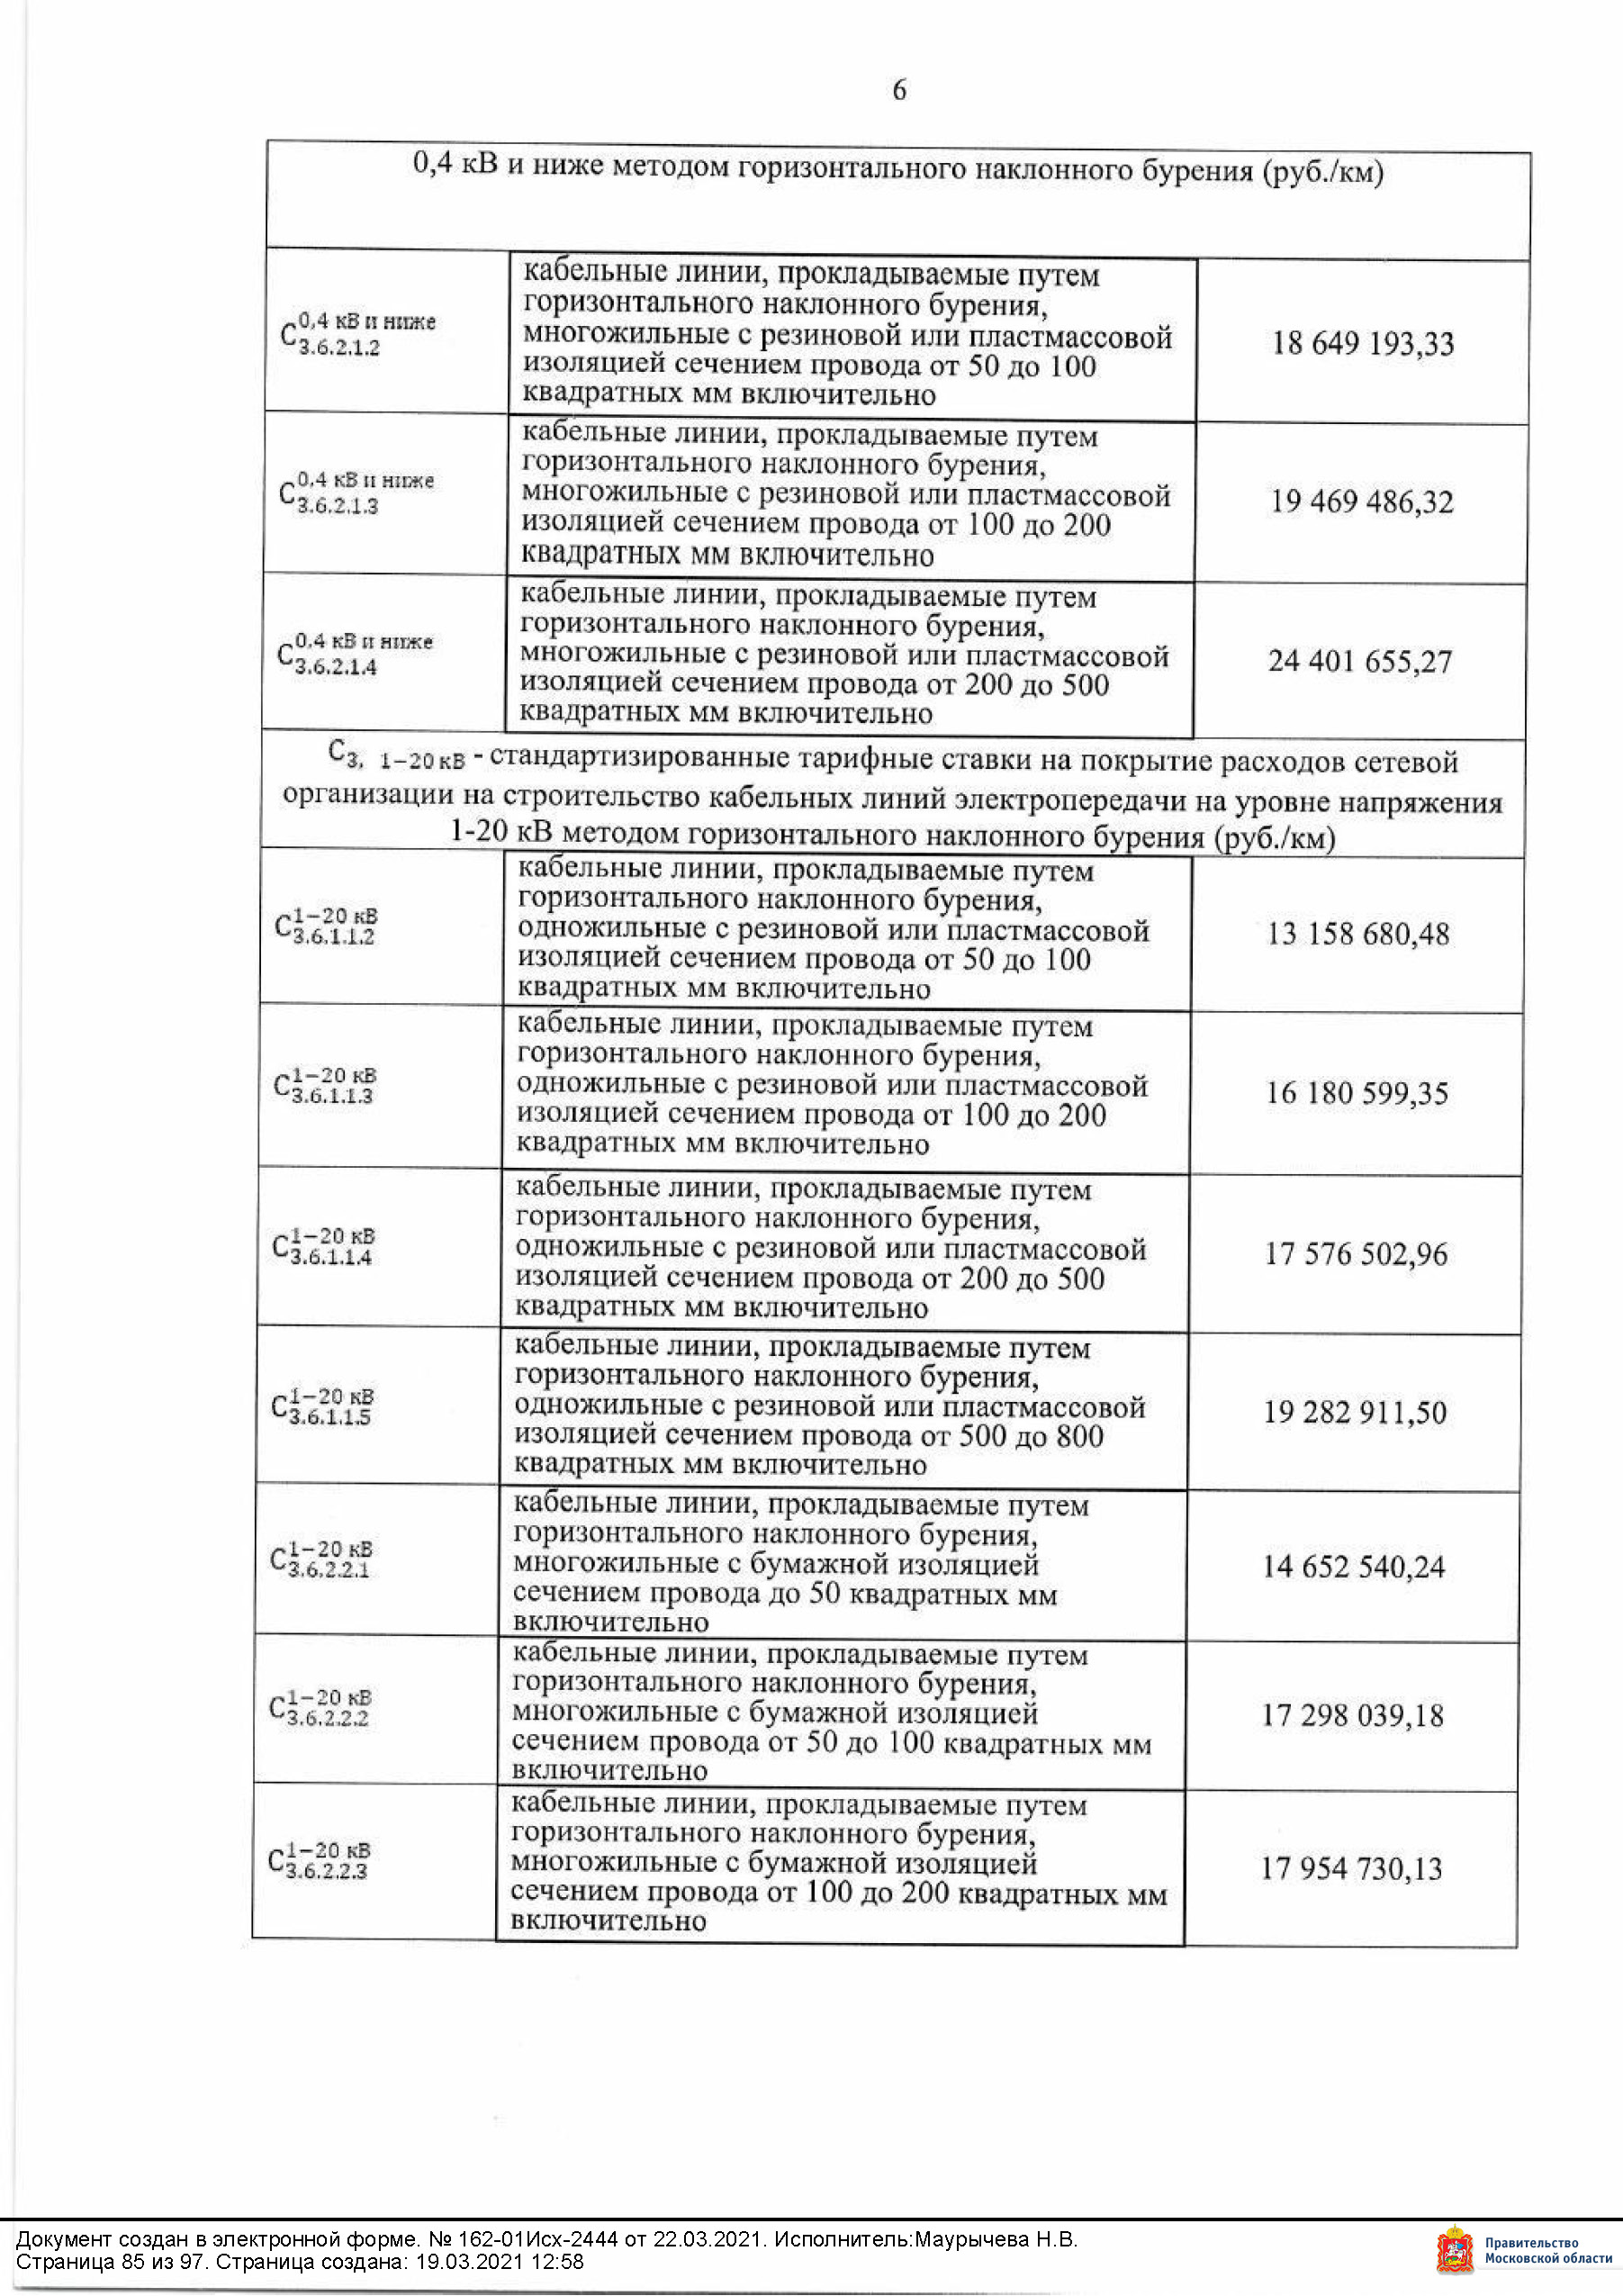 6
0,4 кВ и ниже методом горизонтального наклонного бурения (руб./км)
С 0,4 кВ и ниже 3.6.2.1.2
кабельные линии, прокладываемые путем
горизонтального наклонного бурения,
многожильные с резиновой или пластмассовой
изоляцией сечением провода от 50 до 100
квадратных мм включительно
18 649 193,33
С 0,4 кВ и ниже 3.6.2.1.3
кабельные линии, прокладываемые путем
горизонтального наклонного бурения,
многожильные с резиновой или пластмассовой
изоляцией сечением провода от 100 до 200
квадратных мм включительно
19 469 486,32
С 0,4 кВ и ниже 3.6.2.1.4
кабельные линии, прокладываемые путем
горизонтального наклонного бурения,
многожильные с резиновой или пластмассовой
изоляцией сечением провода от 200 до 500
квадратных мм включительно
24 401 655,27
С3, 1–20 кВ - стандартизированные тарифные ставки на покрытие расходов сетевой
организации на строительство кабельных линий электропередачи на уровне напряжения
1-20 кВ методом горизонтального наклонного бурения (руб./км)
С 1–20 кВ 3.6.1.1.2
кабельные линии, прокладываемые путем
горизонтального наклонного бурения,
одножильные с резиновой или пластмассовой
изоляцией сечением провода от 50 до 100
квадратных мм включительно
13 158 680,48
С 1–20 кВ 3.6.1.1.3
кабельные линии, прокладываемые путем
горизонтального наклонного бурения,
одножильные с резиновой или пластмассовой
изоляцией сечением провода от 100 до 200
квадратных мм включительно
16 180 599,35
С 1–20 кВ 3.6.1.1.4
кабельные линии, прокладываемые путем
горизонтального наклонного бурения,
одножильные с резиновой или пластмассовой
изоляцией сечением провода от 200 до 500
квадратных мм включительно
17 576 502,96
С 1–20 кВ 3.6.1.1.5
кабельные линии, прокладываемые путем
горизонтального наклонного бурения,
одножильные с резиновой или пластмассовой
изоляцией сечением провода от 500 до 800
квадратных мм включительно
19 282 911,50
С 1–20 кВ 3.6.2.2.1
кабельные линии, прокладываемые путем
горизонтального наклонного бурения,
многожильные с бумажной изоляцией
сечением провода до 50 квадратных мм
включительно
14 652 540,24
С 1–20 кВ 3.6.2.2.2
кабельные линии, прокладываемые путем
горизонтального наклонного бурения,
многожильные с бумажной изоляцией
сечением провода от 50 до 100 квадратных мм
включительно
17 298 039,18
С 1–20 кВ 3.6.2.2.3
кабельные линии, прокладываемые путем
горизонтального наклонного бурения,
многожильные с бумажной изоляцией
сечением провода от 100 до 200 квадратных мм
включительно
17 954 730,13
Документ создан в электронной форме. № 162-01Исх-2444 от 22.03.2021. Исполнитель:Маурычева Н.В.
Страница 85 из 97. Страница создана: 19.03.2021 12:58
Правительство
Московской области